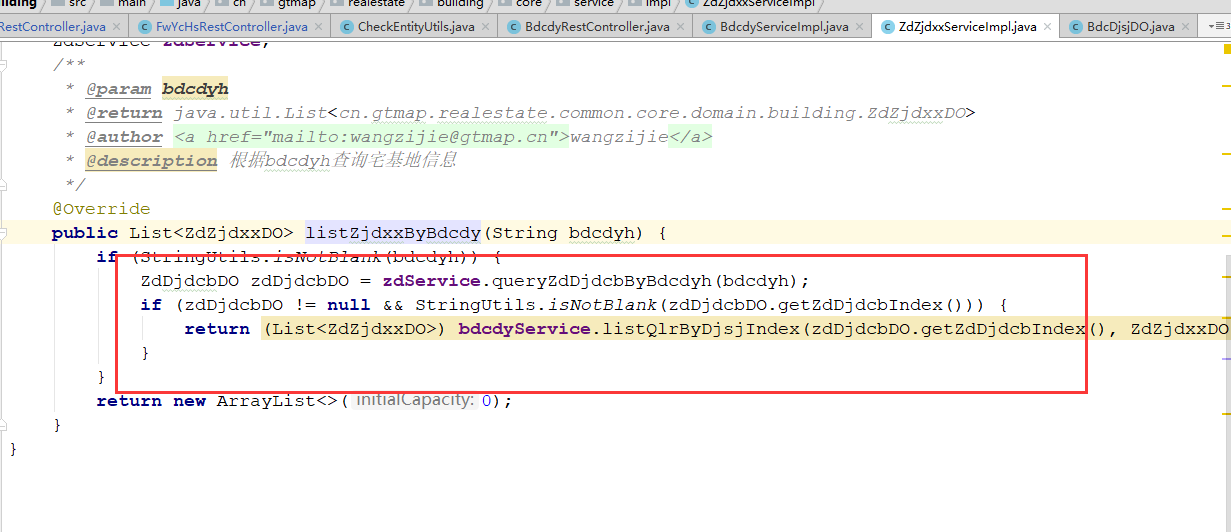 building src main java cn gtmap realestate building core service impl ZdZjdxxServiceImpl
RestController.java FwYcHsRestController.java CheckEntityUtils.java BdcdyRestController.java BdcdyServiceImpl.java ZdZjdxxServiceImpl.java BdcDjsjDO.java
ZdService zdService;
/**
* @param bdcdyh
* @return java.util.List<cn.gtmap.realestate.common.core.domain.building.ZdZjdxxDO>
* @author <a href="mailto:wangzijie@gtmap.cn">wangzijie</a>
* @description 根据bdcdyh查询宅基地信息
*/
@Override
public List<ZdZjdxxDO> listZjdxxByBdcdy(String bdcdyh) {
if (StringUtils.isNotBlank(bdcdyh)) {
ZdDjdcbDO zdDjdcbDO = zdService.queryZdDjdcbByBdcdyh(bdcdyh);
if (zdDjdcbDO != null && StringUtils.isNotBlank(zdDjdcbDO.getZdDjdcbIndex())) {
return (List<ZdZjdxxDO>) bdcdyService.listQlrByDjsjIndex(zdDjdcbDO.getZdDjdcbIndex(), ZdZjdxxDO
}
}
return new ArrayList<>( initialCapacity: 0);
}
}